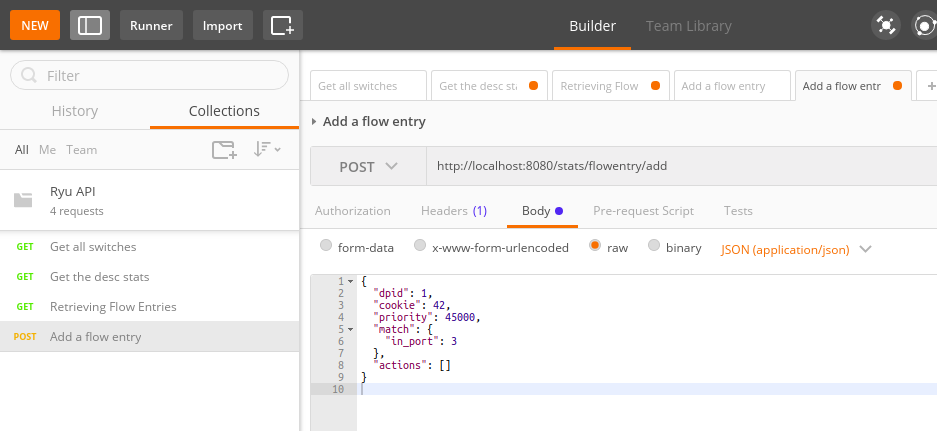 NEW Runner Import Builder Team Library
Filter
History Collections
All Me Team
Ryu API
4 requests
GET Get all switches
GET Get the desc stats
GET Retrieving Flow Entries
POST Add a flow entry
Get all switches Get the desc sta Retrieving Flow Add a flow entry Add a flow entr
Add a flow entry
POST http://localhost:8080/stats/flowentry/add
Authorization Headers (1) Body Pre-request Script Tests
form-data x-www-form-urlencoded raw binary JSON (application/json)
1 {
2 "dpid": 1,
3 "cookie": 42,
4 "priority": 45000,
5 "match": {
6 "in_port": 3
7 },
8 "actions": []
9 }
10